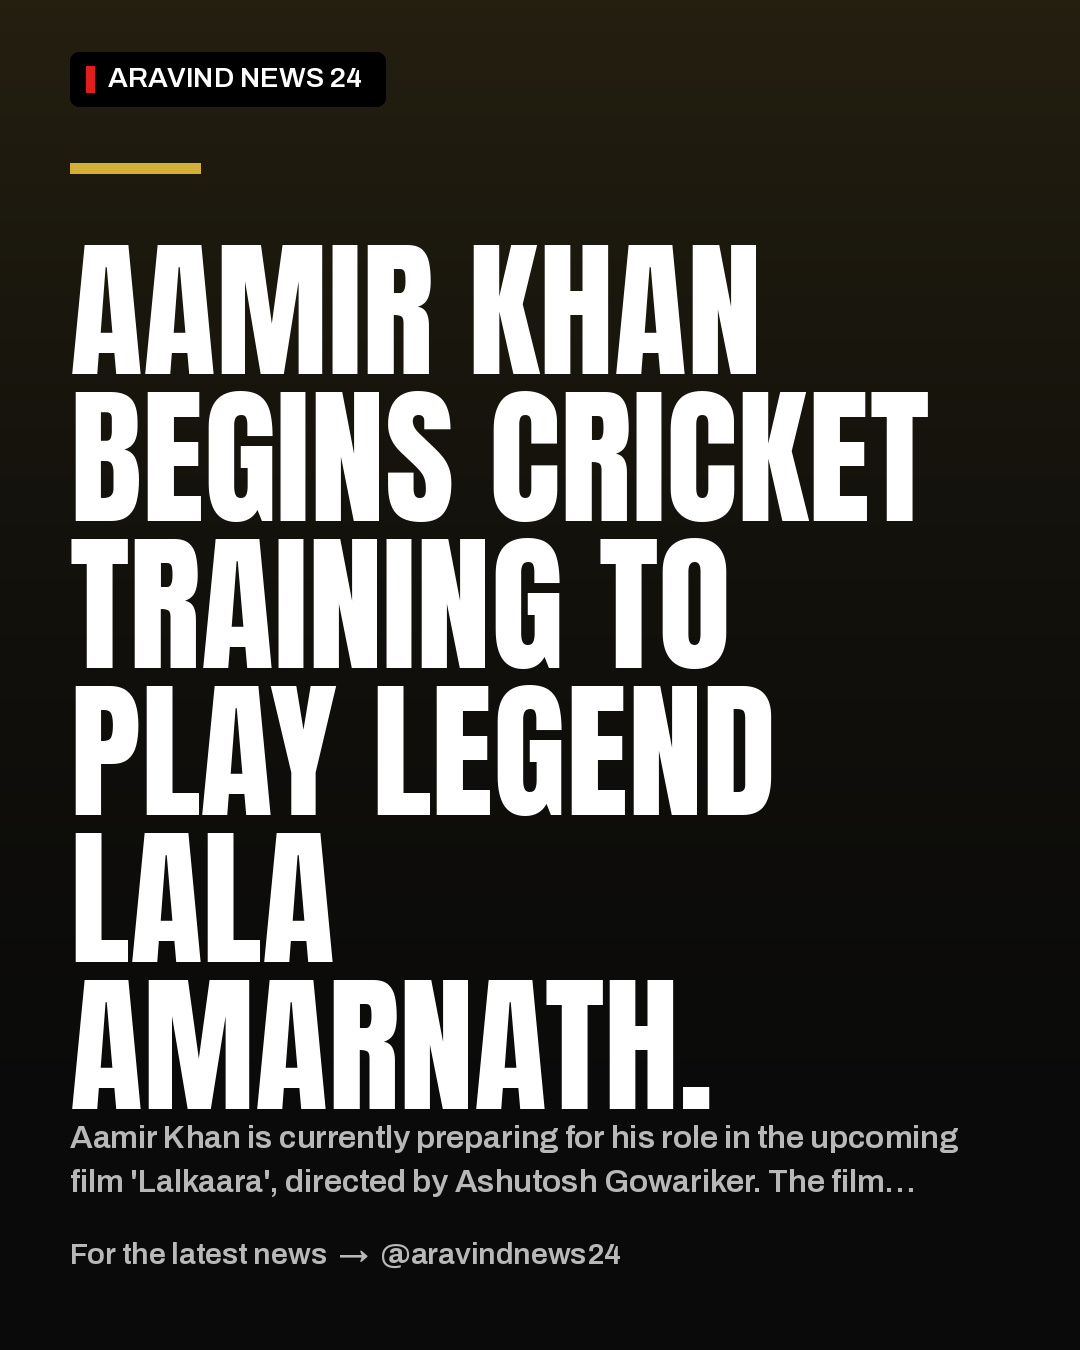 ARAVIND NEWS 24
AAMIR KHAN
BEGINS CRICKET
TRAINING TO
PLAY LEGEND
LALA
AMARNATH.
Aamir Khan is currently preparing for his role in the upcoming
film 'Lalkaara', directed by Ashutosh Gowariker. The film...
For the latest news → @aravindnews24